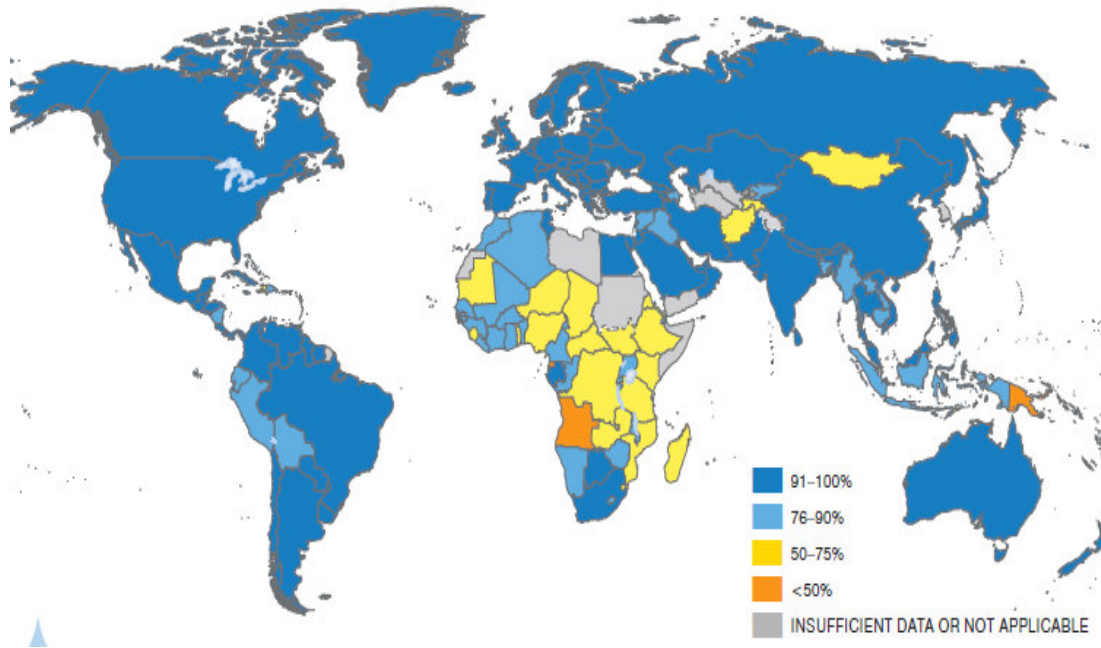 91–100%
76–90%
50–75%
<50%
INSUFFICIENT DATA OR NOT APPLICABLE